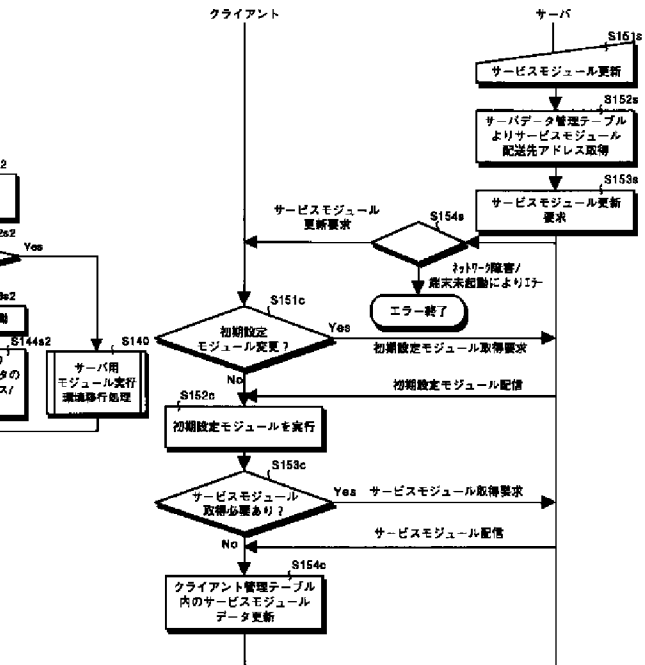 クライアント
サーバ
S151s
サービスモジュール更新
S152s
サーバデータ管理テーブル
よりサービスモジュール
配送先アドレス取得
S153s
サービスモジュール更新
要求
サービスモジュール
更新要求
S154s
ネットワーク障害/
端末未起動によりエラー
エラー終了
S151c
初期設定
モジュール変更?
Yes
初期設定モジュール取得要求
No
初期設定モジュール配信
S152c
初期設定モジュールを実行
S153c
サービスモジュール
取得必要あり?
Yes
サービスモジュール取得要求
No
サービスモジュール配信
S154c
クライアント管理テーブル
内のサービスモジュール
データ更新
2
2s2
Yes
s2
動
S144s2
タの
ス/
S140
サーバ用
モジュール実行
環境移行処理